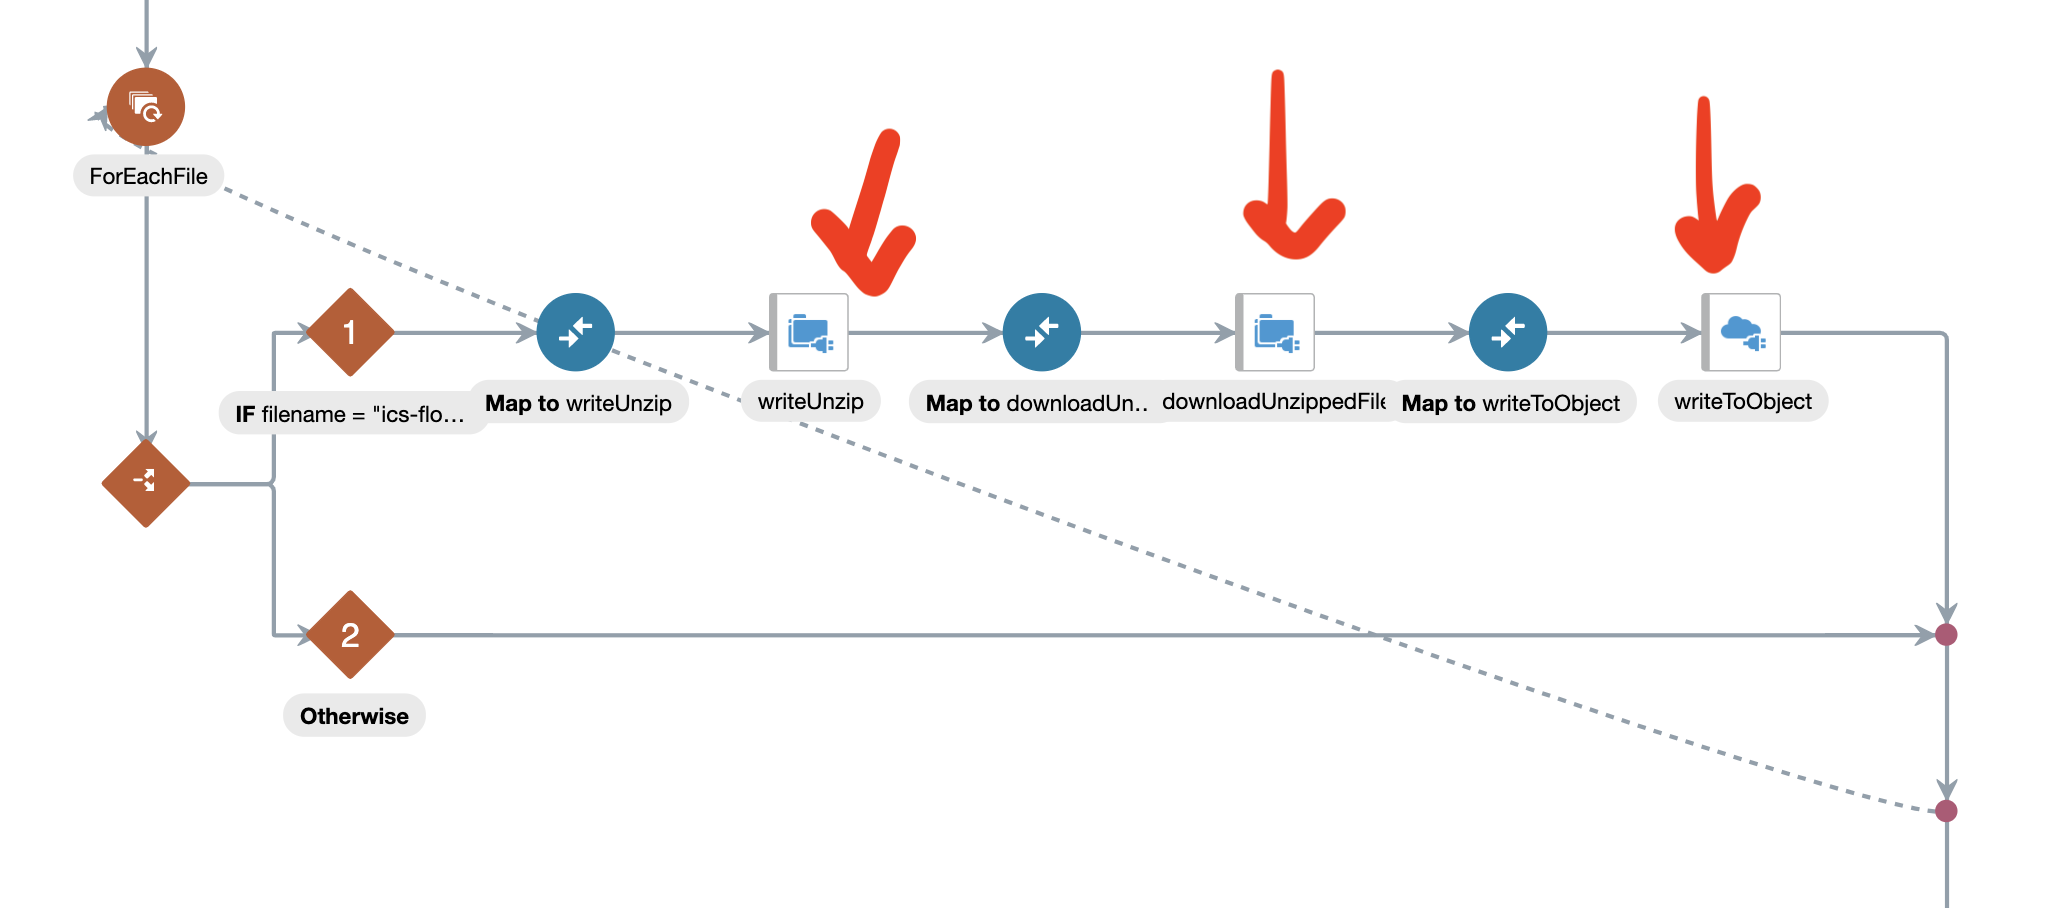 ForEachFile
1
IF filename = "ics-flo...
Map to writeUnzip
writeUnzip
Map to downloadUn..
downloadUnzippedFile
Map to writeToObject
writeToObject
2
Otherwise